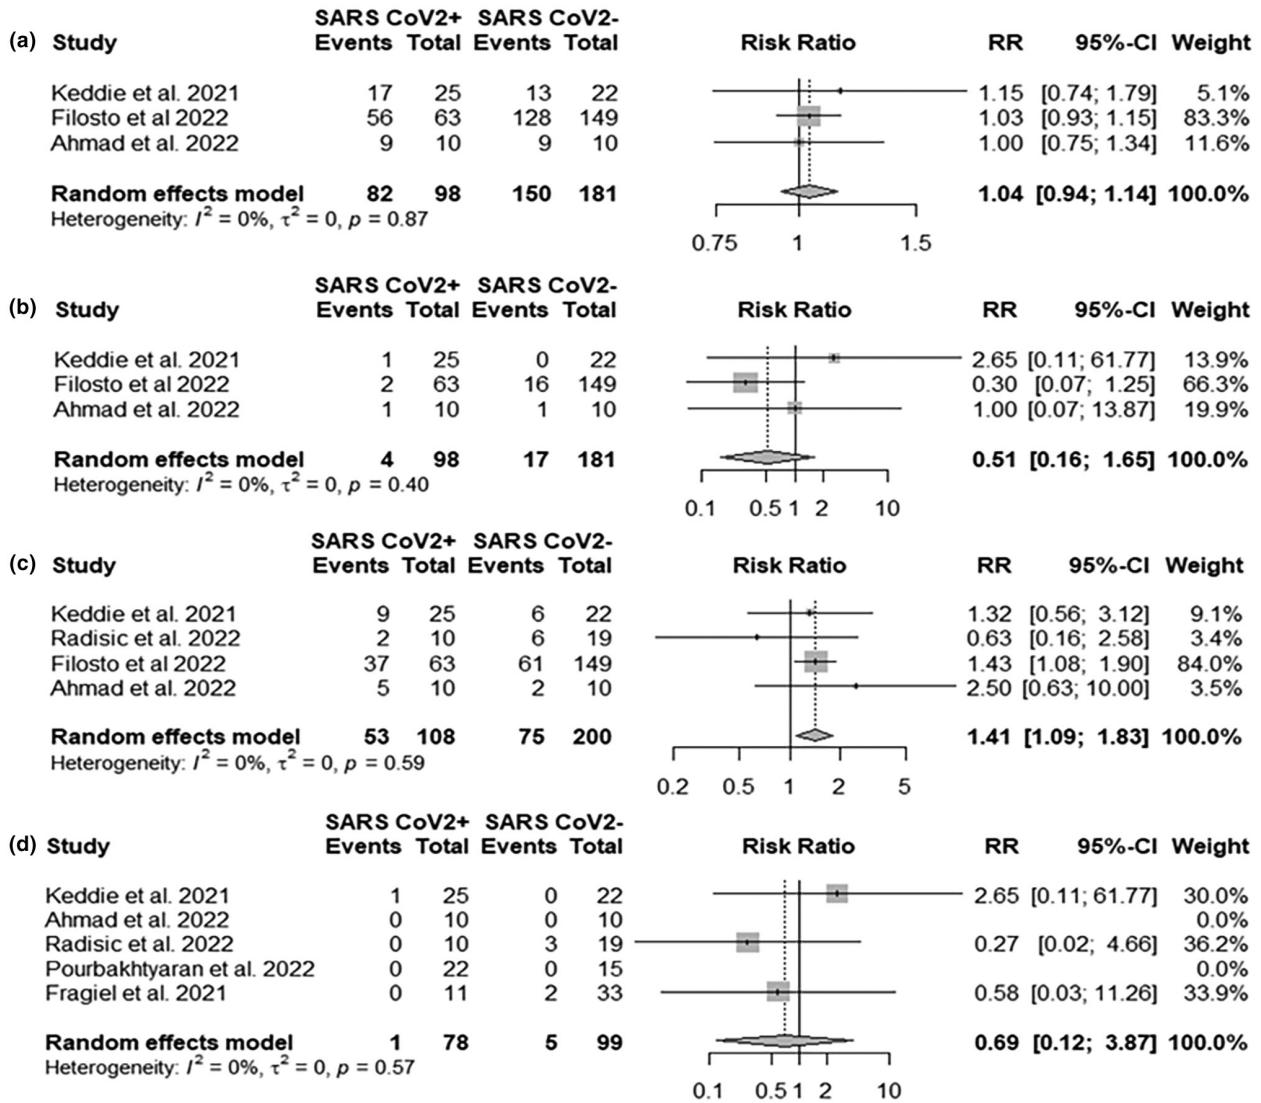 SARS CoV2+ SARS CoV2-
(a) Study Events Total Events Total Risk Ratio RR 95%-CI Weight
Keddie et al. 2021 17 25 13 22 1.15 [0.74; 1.79] 5.1%
Filosto et al 2022 56 63 128 149 1.03 [0.93; 1.15] 83.3%
Ahmad et al. 2022 9 10 9 10 1.00 [0.75; 1.34] 11.6%
Random effects model 82 98 150 181 1.04 [0.94; 1.14] 100.0%
Heterogeneity: I² = 0%, τ² = 0, p = 0.87
0.75 1 1.5
SARS CoV2+ SARS CoV2-
(b) Study Events Total Events Total Risk Ratio RR 95%-CI Weight
Keddie et al. 2021 1 25 0 22 2.65 [0.11; 61.77] 13.9%
Filosto et al 2022 2 63 16 149 0.30 [0.07; 1.25] 66.3%
Ahmad et al. 2022 1 10 1 10 1.00 [0.07; 13.87] 19.9%
Random effects model 4 98 17 181 0.51 [0.16; 1.65] 100.0%
Heterogeneity: I² = 0%, τ² = 0, p = 0.40
0.1 0.5 1 2 10
SARS CoV2+ SARS CoV2-
(c) Study Events Total Events Total Risk Ratio RR 95%-CI Weight
Keddie et al. 2021 9 25 6 22 1.32 [0.56; 3.12] 9.1%
Radisic et al. 2022 2 10 6 19 0.63 [0.16; 2.58] 3.4%
Filosto et al 2022 37 63 61 149 1.43 [1.08; 1.90] 84.0%
Ahmad et al. 2022 5 10 2 10 2.50 [0.63; 10.00] 3.5%
Random effects model 53 108 75 200 1.41 [1.09; 1.83] 100.0%
Heterogeneity: I² = 0%, τ² = 0, p = 0.59
0.2 0.5 1 2 5
SARS CoV2+ SARS CoV2-
(d) Study Events Total Events Total Risk Ratio RR 95%-CI Weight
Keddie et al. 2021 1 25 0 22 2.65 [0.11; 61.77] 30.0%
Ahmad et al. 2022 0 10 0 10 0.0%
Radisic et al. 2022 0 10 3 19 0.27 [0.02; 4.66] 36.2%
Pourbakhtyaran et al. 2022 0 22 0 15 0.0%
Fragiel et al. 2021 0 11 2 33 0.58 [0.03; 11.26] 33.9%
Random effects model 1 78 5 99 0.69 [0.12; 3.87] 100.0%
Heterogeneity: I² = 0%, τ² = 0, p = 0.57
0.1 0.5 1 2 10